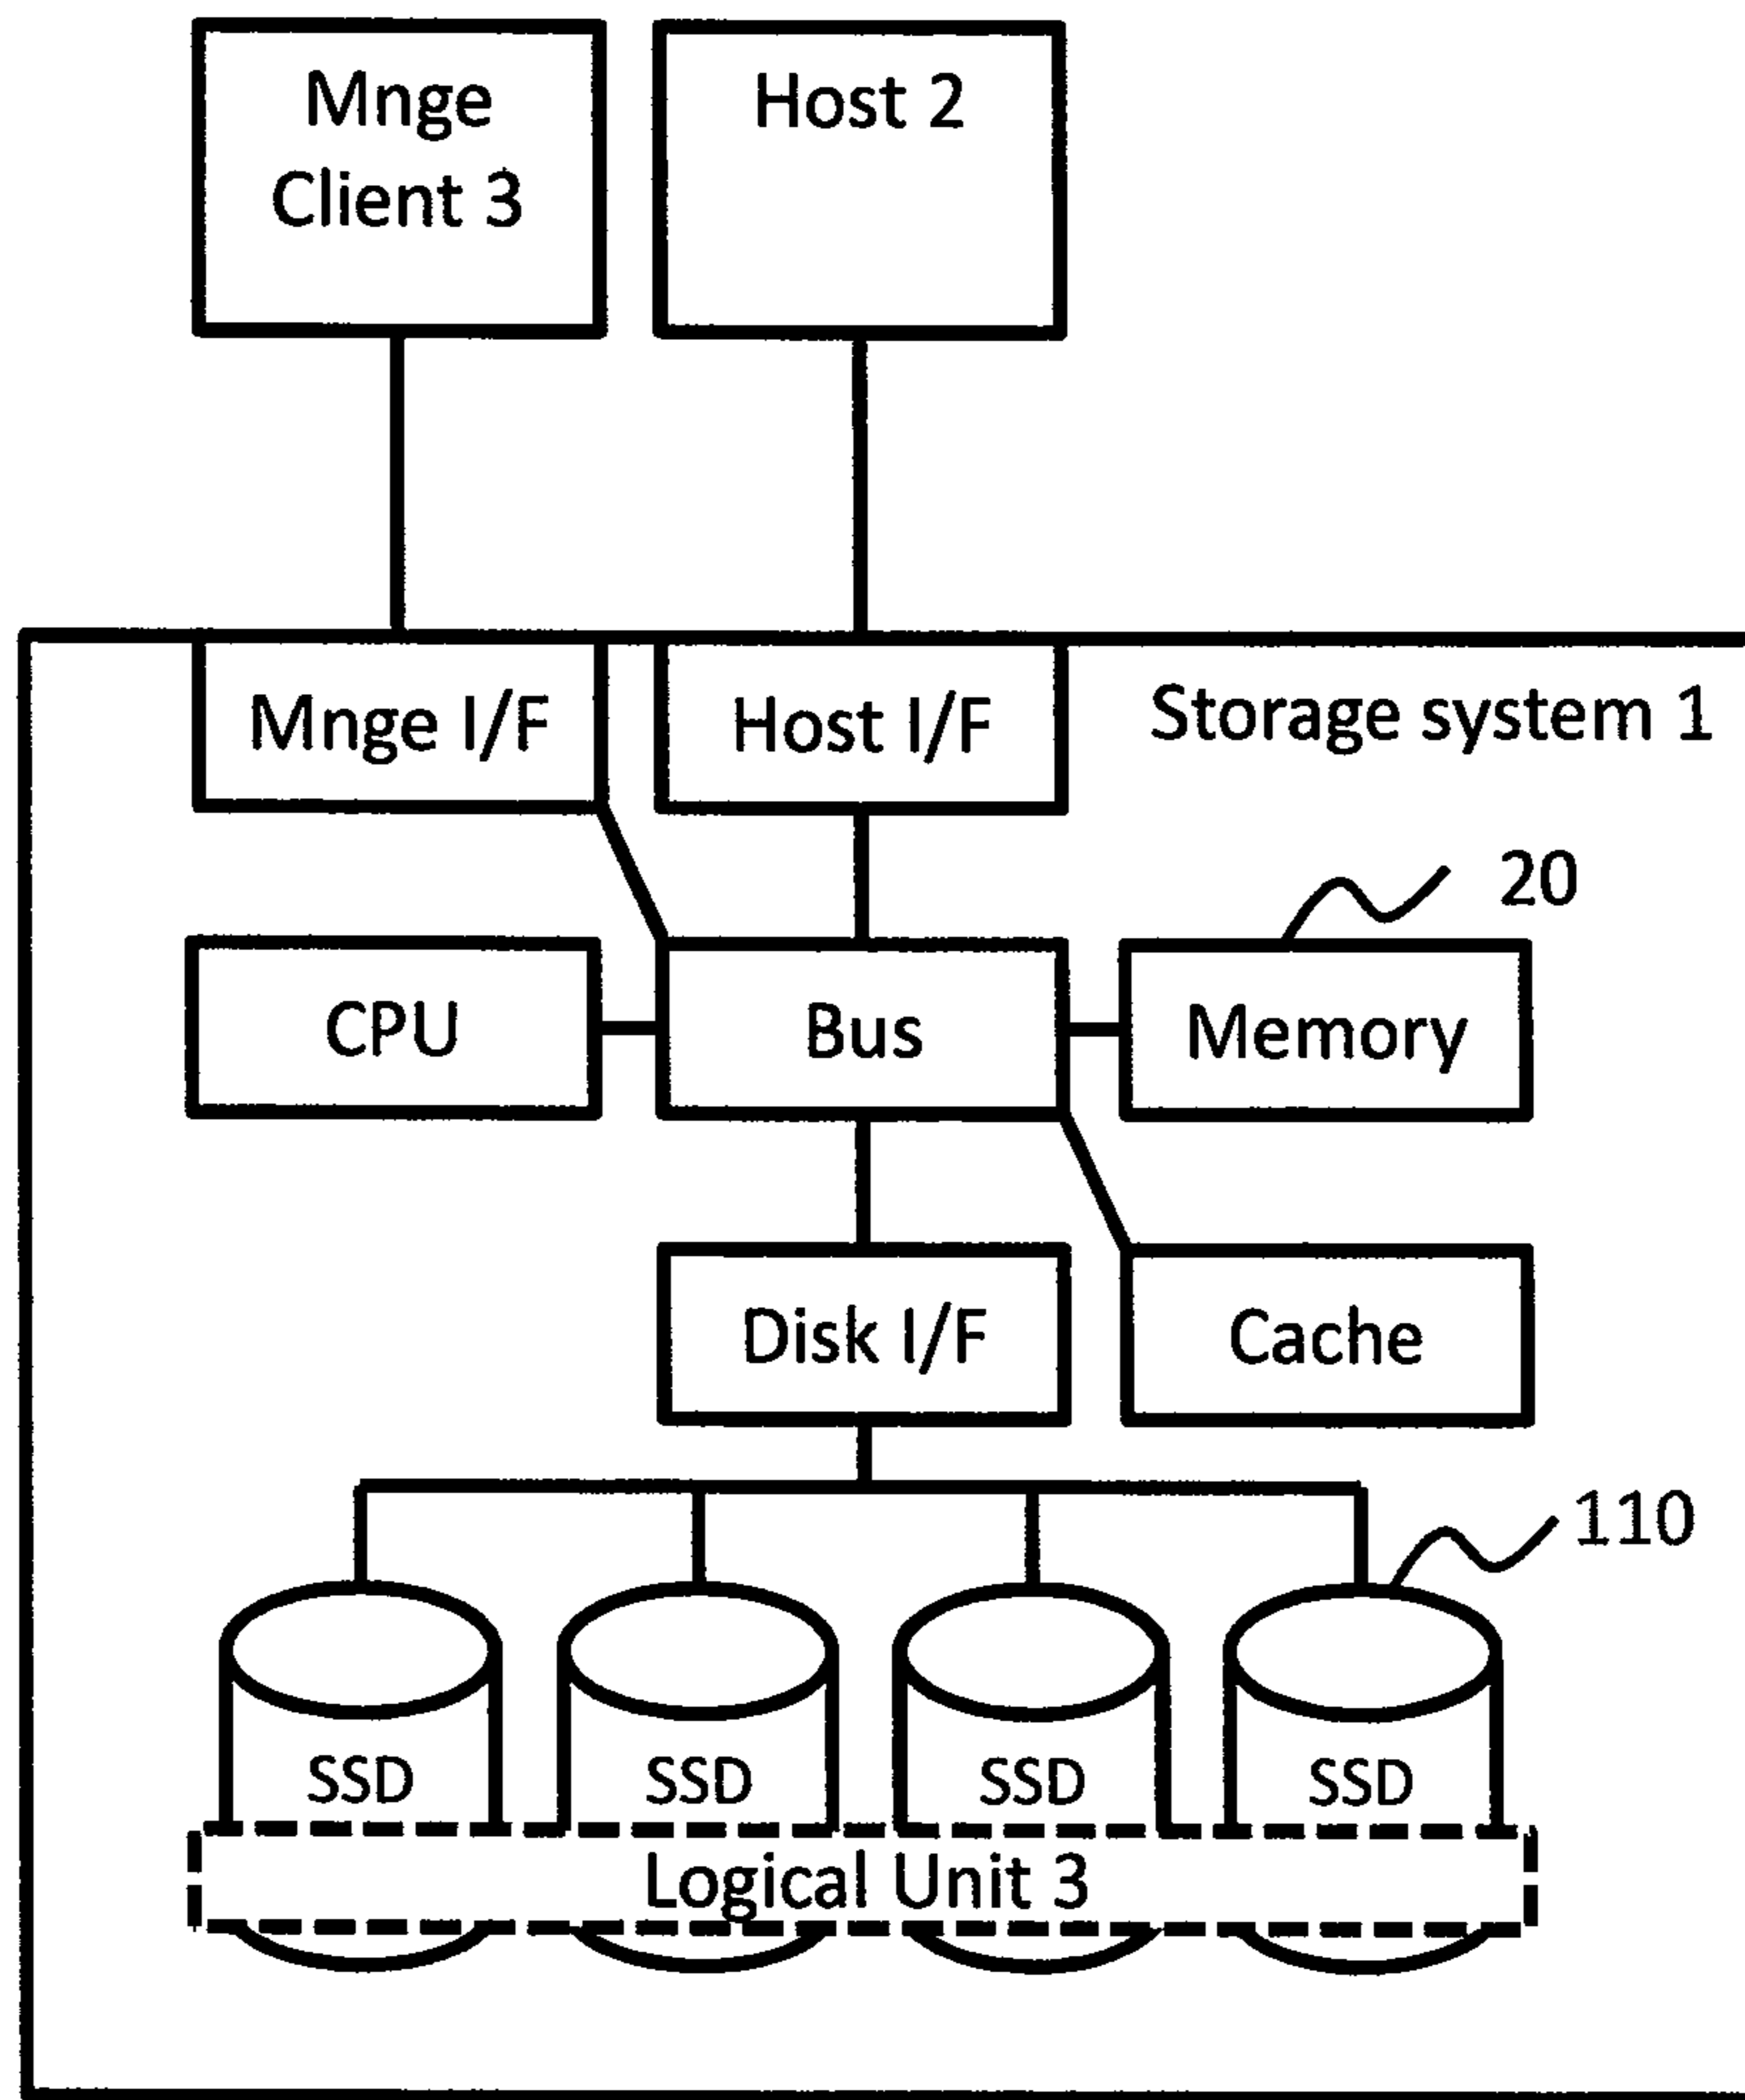 Mnge
Client 3
Host 2
Mnge I/F
Host I/F
Storage system 1
20
CPU
Bus
Memory
Disk I/F
Cache
110
SSD
SSD
SSD
SSD
Logical Unit 3